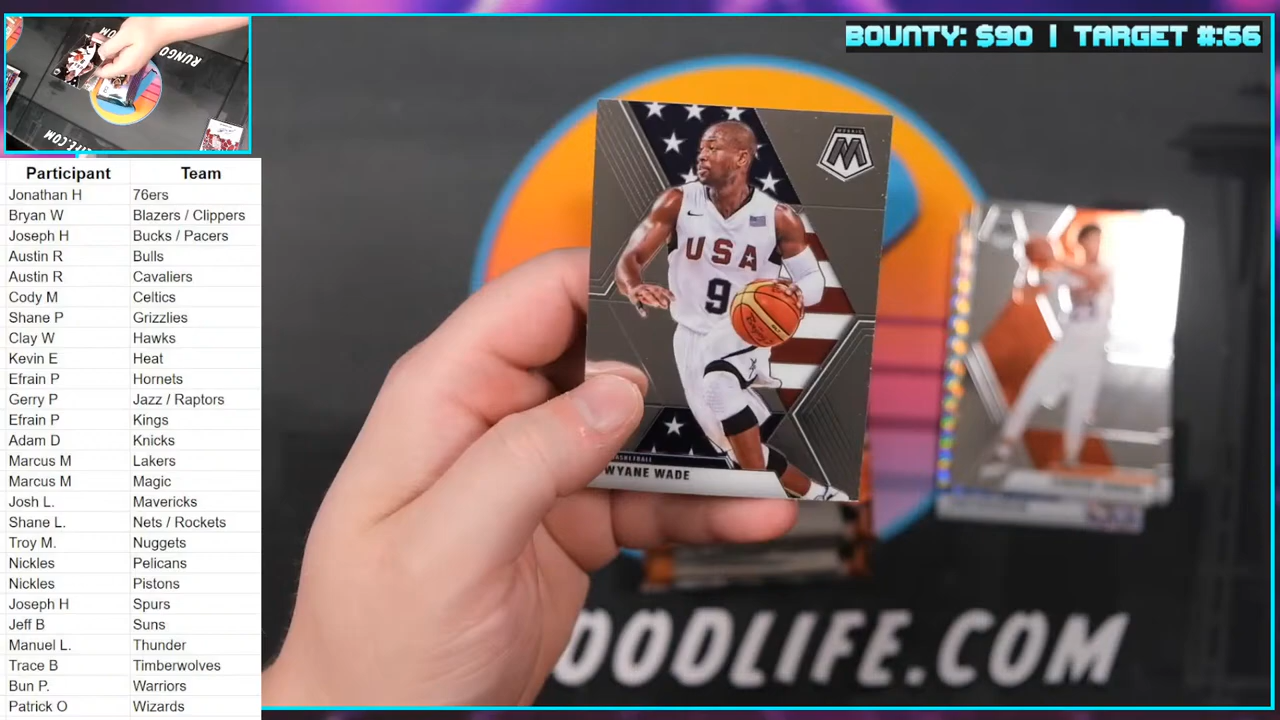 BOUNTY: $90 | TARGET #:66
RUNGO
.COM
Participant Team
Jonathan H 76ers
Bryan W Blazers / Clippers
Joseph H Bucks / Pacers
Austin R Bulls
Austin R Cavaliers
Cody M Celtics
Shane P Grizzlies
Clay W Hawks
Kevin E Heat
Efrain P Hornets
Gerry P Jazz / Raptors
Efrain P Kings
Adam D Knicks
Marcus M Lakers
Marcus M Magic
Josh L. Mavericks
Shane L. Nets / Rockets
Troy M. Nuggets
Nickles Pelicans
Nickles Pistons
Joseph H Spurs
Jeff B Suns
Manuel L. Thunder
Trace B Timberwolves
Bun P. Warriors
Patrick O Wizards
MOSAIC
M
USA
9
WYANE WADE
OODLIFE.COM